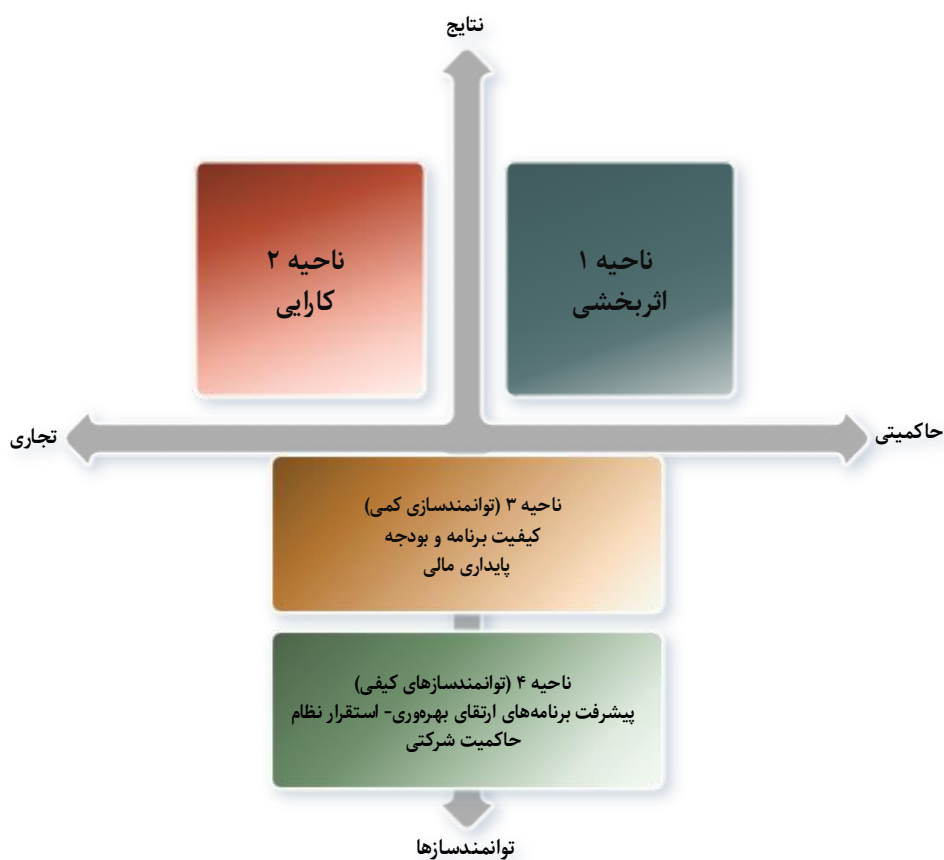 نتایج
ناحیه ۱
اثربخشی
ناحیه ۲
کارایی
حاکمیتی
تجاری
ناحیه ۳ (توانمندسازی کمی)
کیفیت برنامه و بودجه
پایداری مالی
ناحیه ۴ (توانمندسازهای کیفی)
پیشرفت برنامه‌های ارتقای بهره‌وری- استقرار نظام
حاکمیت شرکتی
توانمندسازها